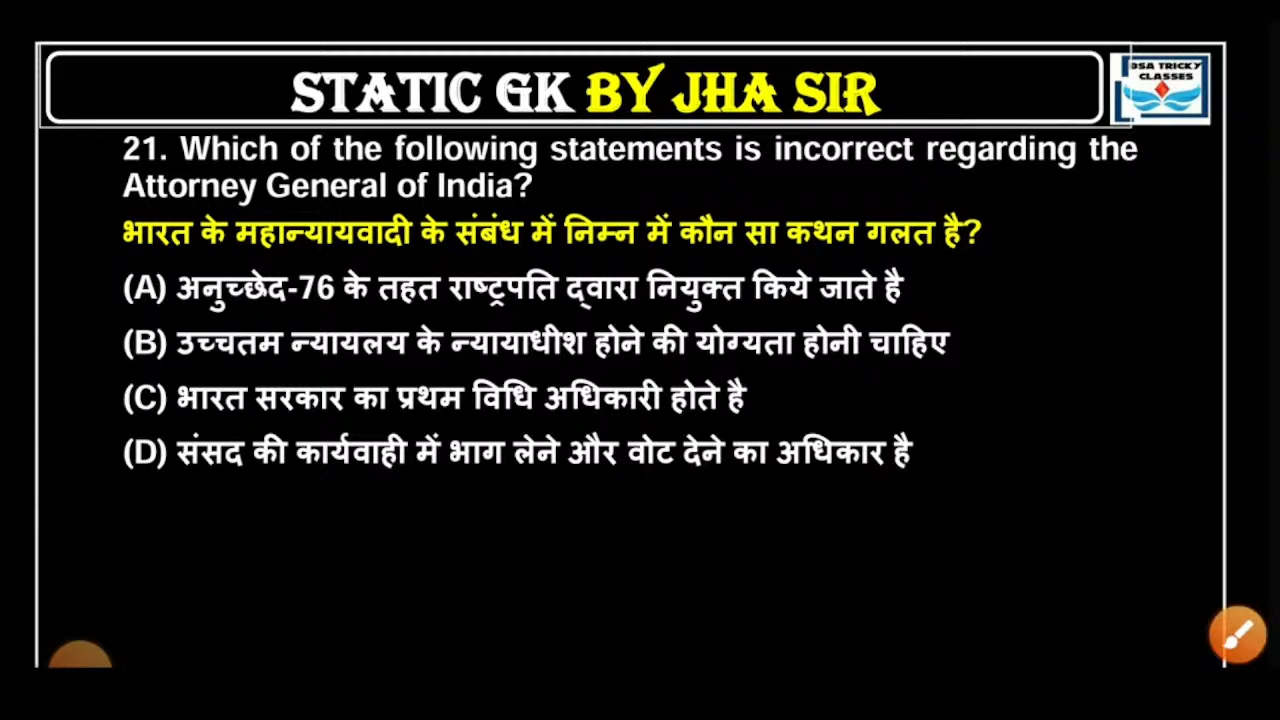 STATIC GK BY JHA SIR
BSA TRICKY
CLASSES
21. Which of the following statements is incorrect regarding the
Attorney General of India?
भारत के महान्यायवादी के संबंध में निम्न में कौन सा कथन गलत है?
(A) अनुच्छेद-76 के तहत राष्ट्रपति द्वारा नियुक्त किये जाते है
(B) उच्चतम न्यायलय के न्यायाधीश होने की योग्यता होनी चाहिए
(C) भारत सरकार का प्रथम विधि अधिकारी होते है
(D) संसद की कार्यवाही में भाग लेने और वोट देने का अधिकार है